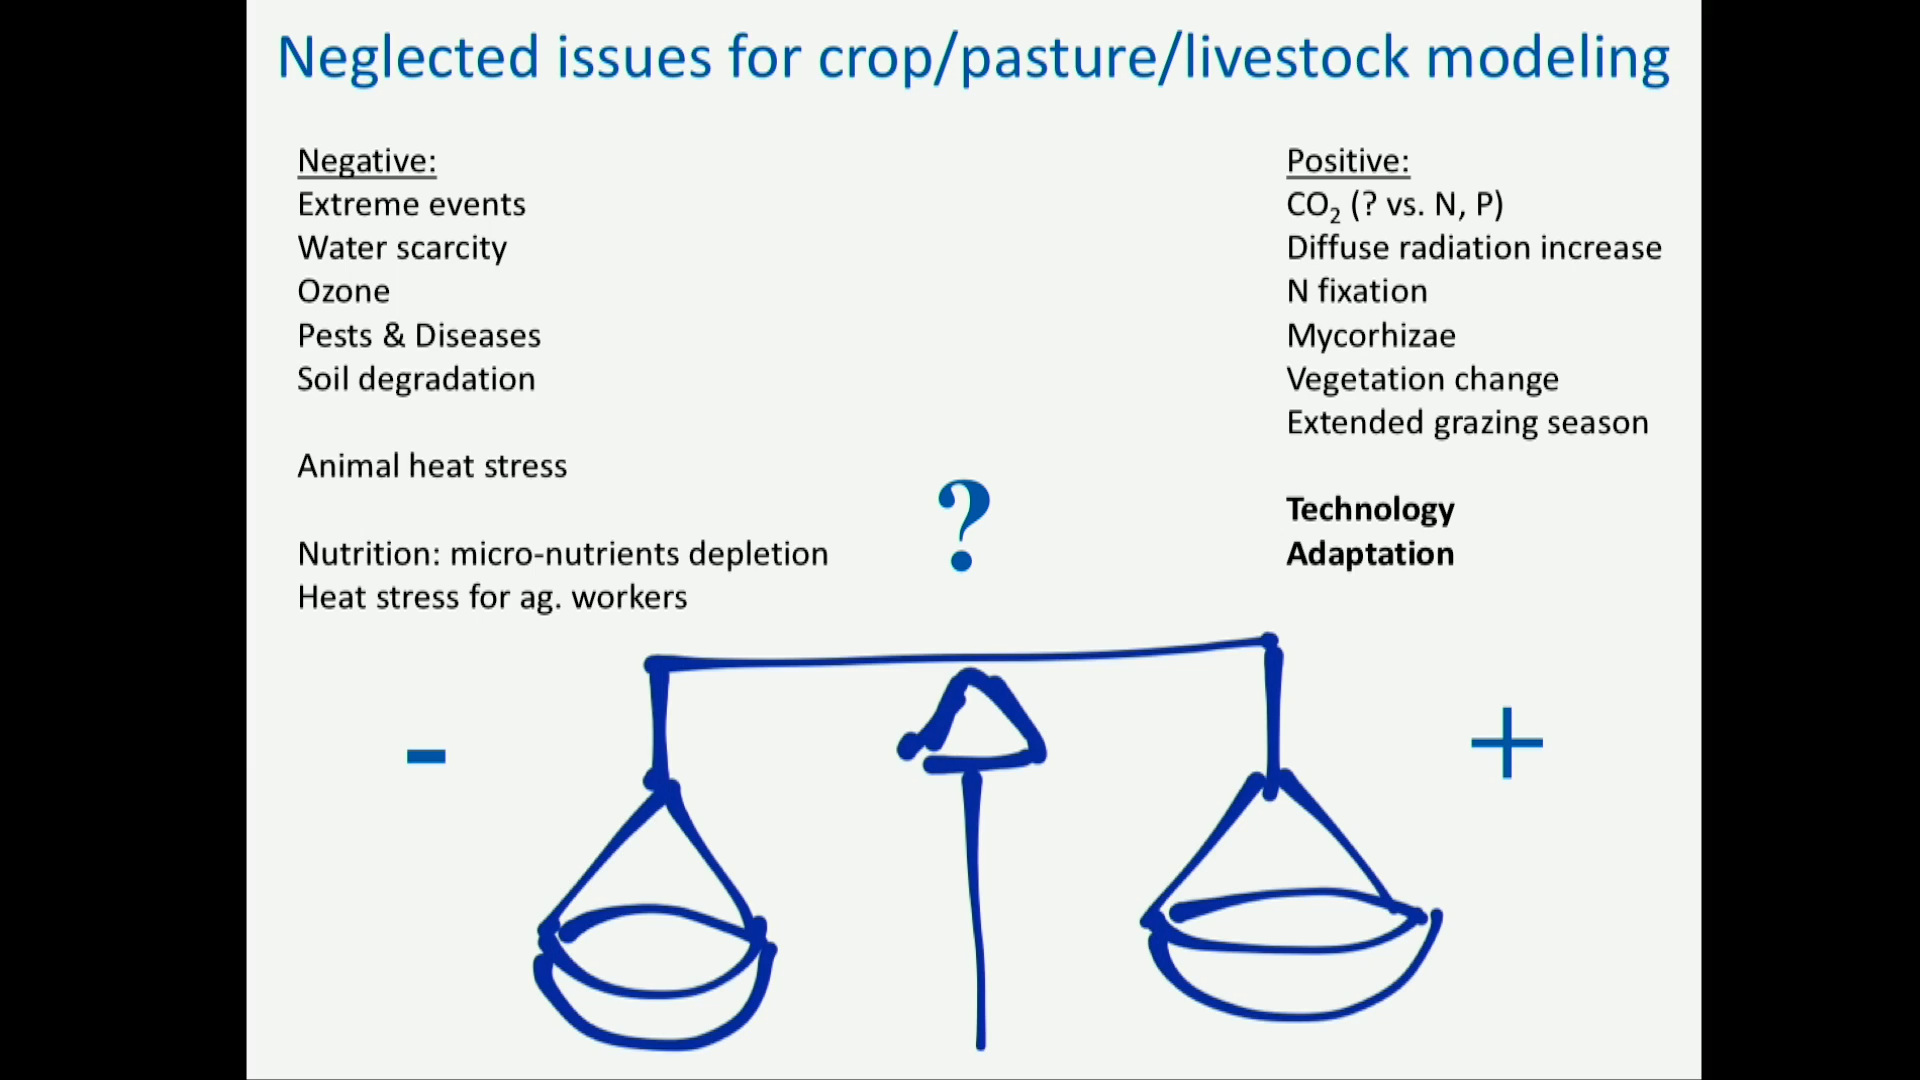 Neglected issues for crop/pasture/livestock modeling
Negative:
Extreme events
Water scarcity
Ozone
Pests & Diseases
Soil degradation
Animal heat stress
Nutrition: micro-nutrients depletion
Heat stress for ag. workers
Positive:
CO₂ (? vs. N, P)
Diffuse radiation increase
N fixation
Mycorhizae
Vegetation change
Extended grazing season
Technology
Adaptation
?
-
+